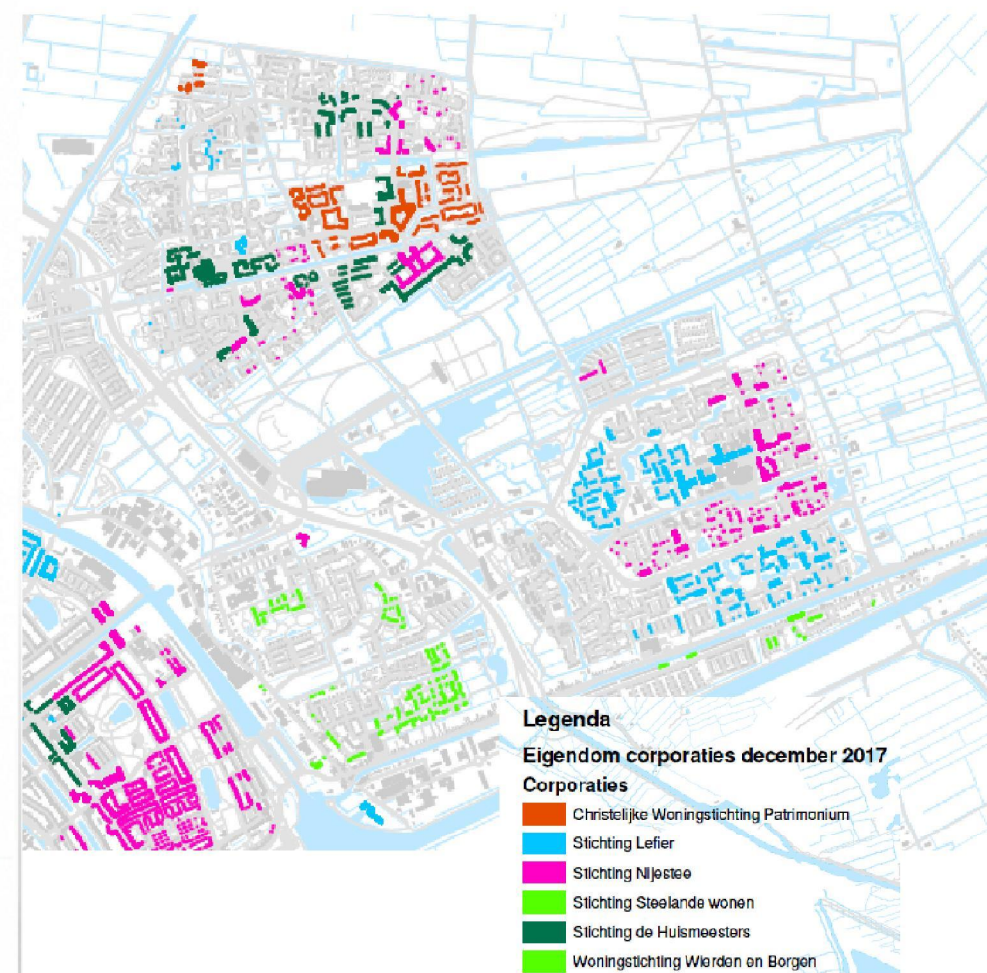 Legenda
Eigendom corporaties december 2017
Corporaties
Christelijke Woningstichting Patrimonium
Stichting Lefier
Stichting Nijestee
Stichting Steelande wonen
Stichting de Huismeesters
Woningstichting Wierden en Borgen